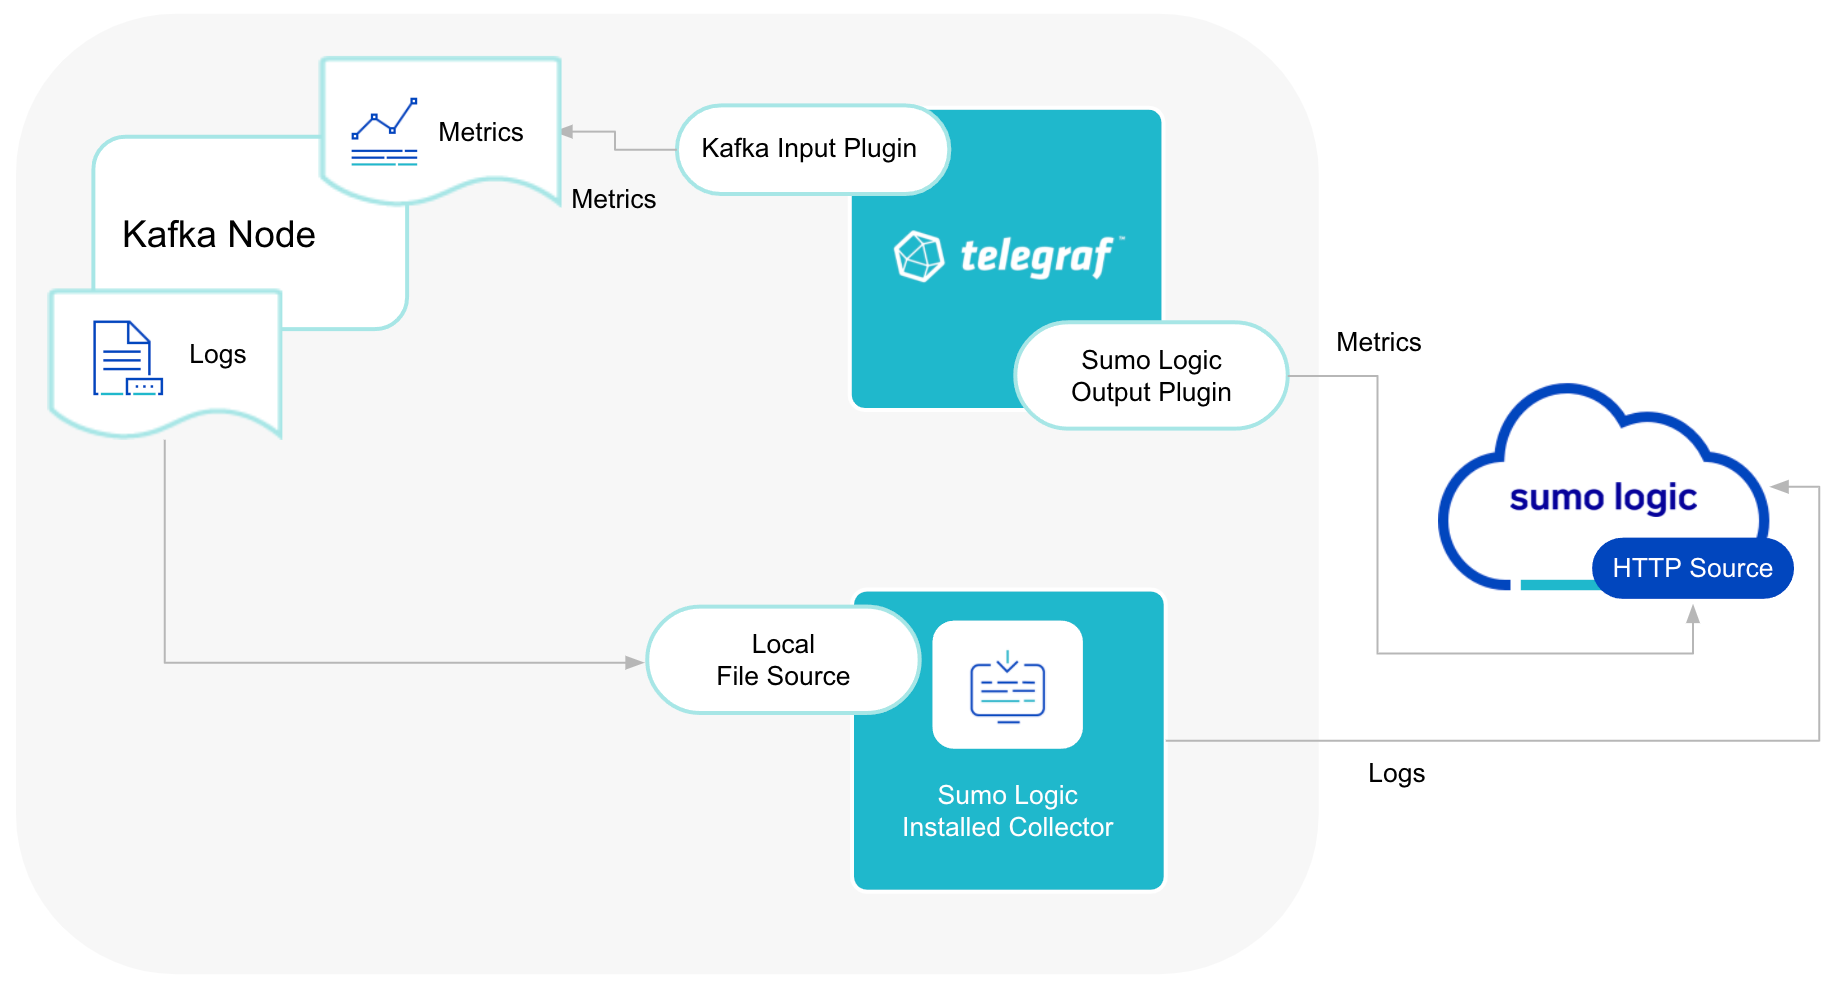 Metrics
Kafka Input Plugin
Metrics
Kafka Node
telegraf™
Logs
Sumo Logic
Output Plugin
Metrics
sumo logic
HTTP Source
Local
File Source
Sumo Logic
Installed Collector
Logs